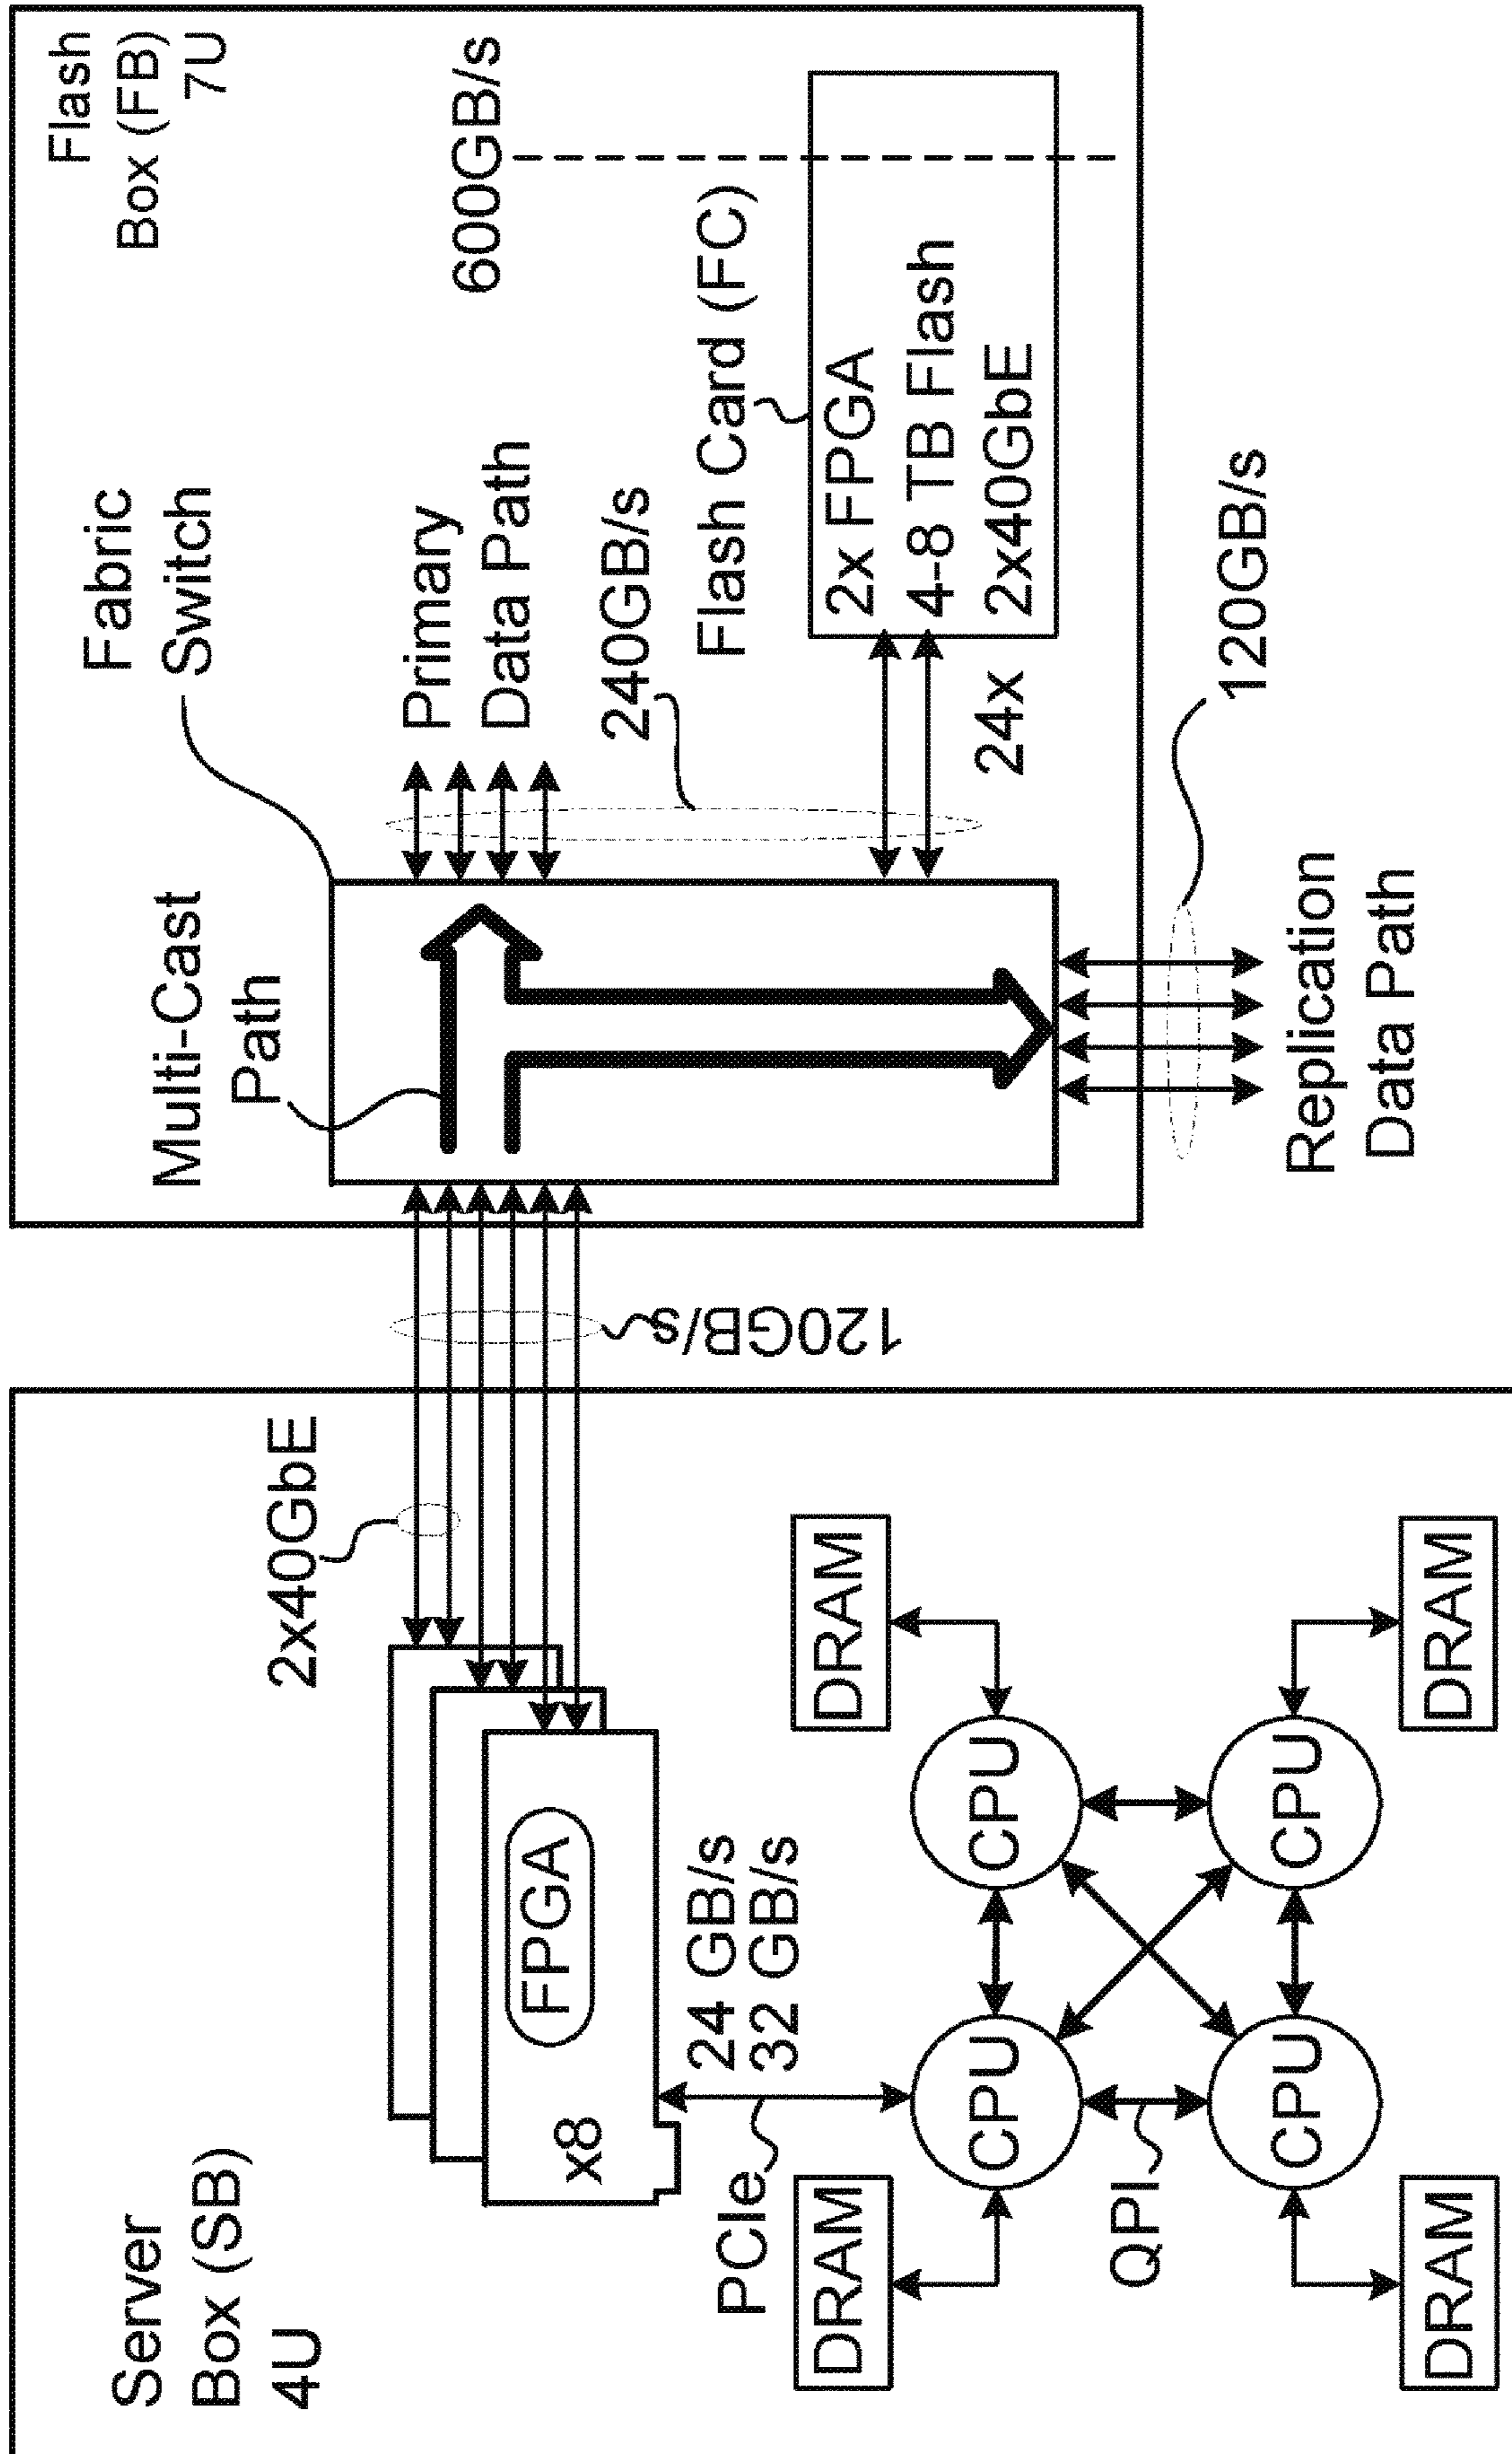 Server
Box (SB)
4U
2x40GbE
FPGA
x8
24 GB/s
32 GB/s
PCIe
DRAM
DRAM
CPU
CPU
QPI
CPU
CPU
DRAM
DRAM
120GB/s
Flash
Box (FB)
7U
Fabric
Switch
Multi-Cast
Path
Primary
Data Path
600GB/s
240GB/s
Flash Card (FC)
2x FPGA
4-8 TB Flash
2x40GbE
24x
120GB/s
Replication
Data Path